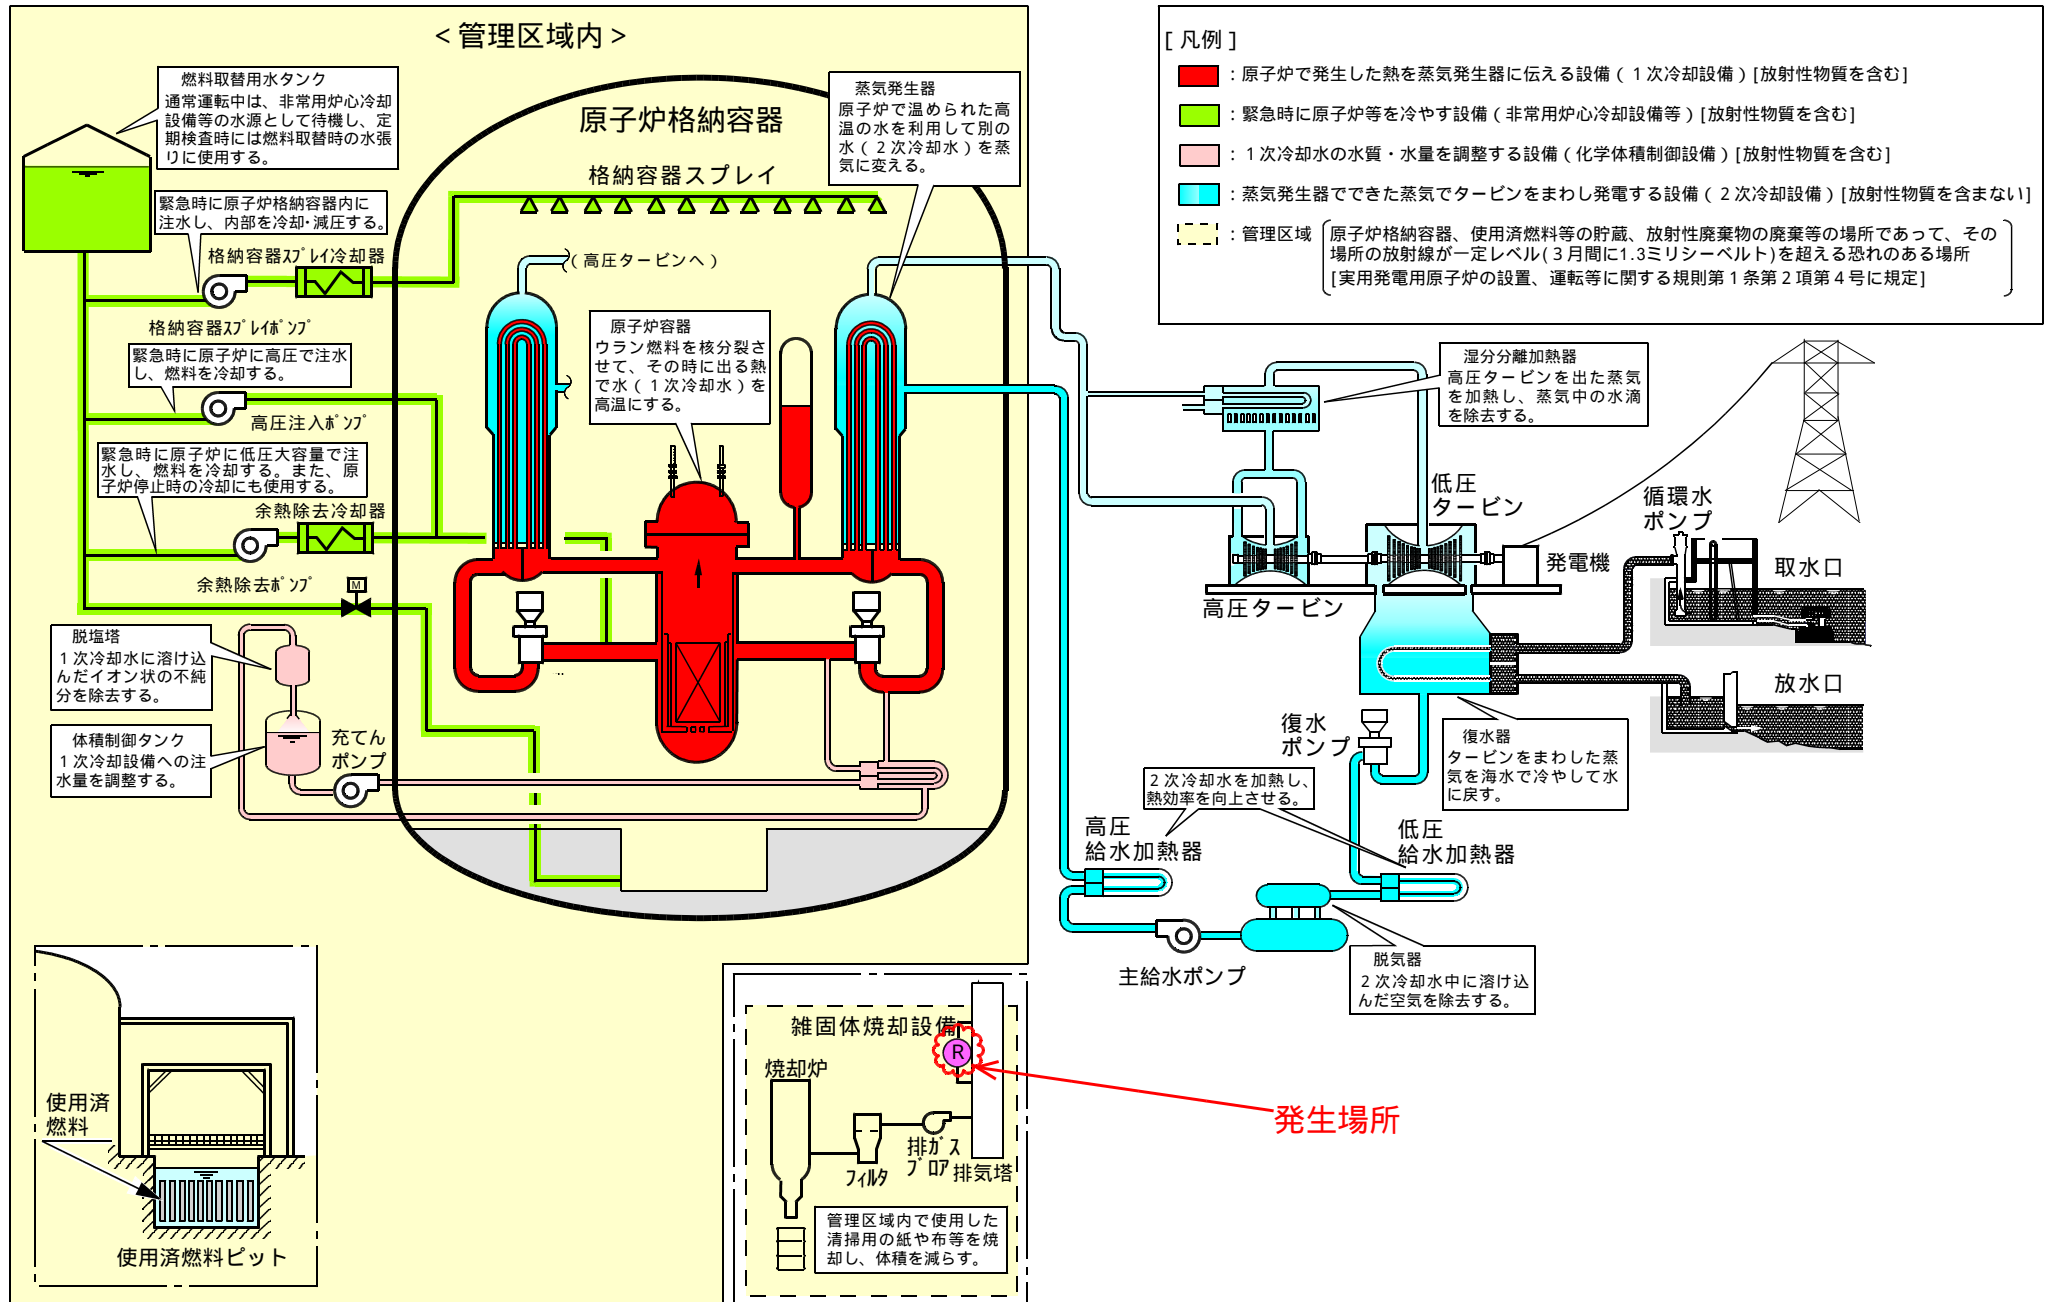 <管理区域内>
燃料取替用水タンク
通常運転中は、非常用炉心冷却
設備等の水源として待機し、定
期検査時には燃料取替時の水張
りに使用する。
緊急時に原子炉格納容器内に
注水し、内部を冷却・減圧する。
格納容器ｽﾌﾟﾚｲ冷却器
格納容器ｽﾌﾟﾚｲﾎﾟﾝﾌﾟ
緊急時に原子炉に高圧で注水
し、燃料を冷却する。
高圧注入ﾎﾟﾝﾌﾟ
緊急時に原子炉に低圧大容量で注
水し、燃料を冷却する。また、原
子炉停止時の冷却にも使用する。
余熱除去冷却器
余熱除去ﾎﾟﾝﾌﾟ
M
脱塩塔
１次冷却水に溶け込
んだイオン状の不純
分を除去する。
体積制御タンク
１次冷却設備への注
水量を調整する。
充てん
ポンプ
原子炉格納容器
格納容器スプレイ
(高圧タービンへ)
原子炉容器
ウラン燃料を核分裂さ
せて、その時に出る熱
で水(１次冷却水)を
高温にする。
蒸気発生器
原子炉で温められた高
温の水を利用して別の
水(２次冷却水)を蒸
気に変える。
[凡例]
：原子炉で発生した熱を蒸気発生器に伝える設備(１次冷却設備)[放射性物質を含む]
：緊急時に原子炉等を冷やす設備(非常用炉心冷却設備等)[放射性物質を含む]
：１次冷却水の水質・水量を調整する設備(化学体積制御設備)[放射性物質を含む]
：蒸気発生器でできた蒸気でタービンをまわし発電する設備(２次冷却設備)[放射性物質を含まない]
：管理区域
原子炉格納容器、使用済燃料等の貯蔵、放射性廃棄物の廃棄等の場所であって、その
場所の放射線が一定レベル(３月間に1.3ミリシーベルト)を超える恐れのある場所
[実用発電用原子炉の設置、運転等に関する規則第１条第２項第４号に規定]
湿分分離加熱器
高圧タービンを出た蒸気
を加熱し、蒸気中の水滴
を除去する。
低圧
タービン
高圧タービン
発電機
循環水
ポンプ
取水口
放水口
復水
ポンプ
復水器
タービンをまわした蒸
気を海水で冷やして水
に戻す。
２次冷却水を加熱し、
熱効率を向上させる。
高圧
給水加熱器
低圧
給水加熱器
主給水ポンプ
脱気器
２次冷却水中に溶け込
んだ空気を除去する。
使用済
燃料
使用済燃料ピット
雑固体焼却設備
R
焼却炉
フィルタ
排ｶﾞｽ
ﾌﾞﾛｱ
排気塔
管理区域内で使用した
清掃用の紙や布等を焼
却し、体積を減らす。
発生場所